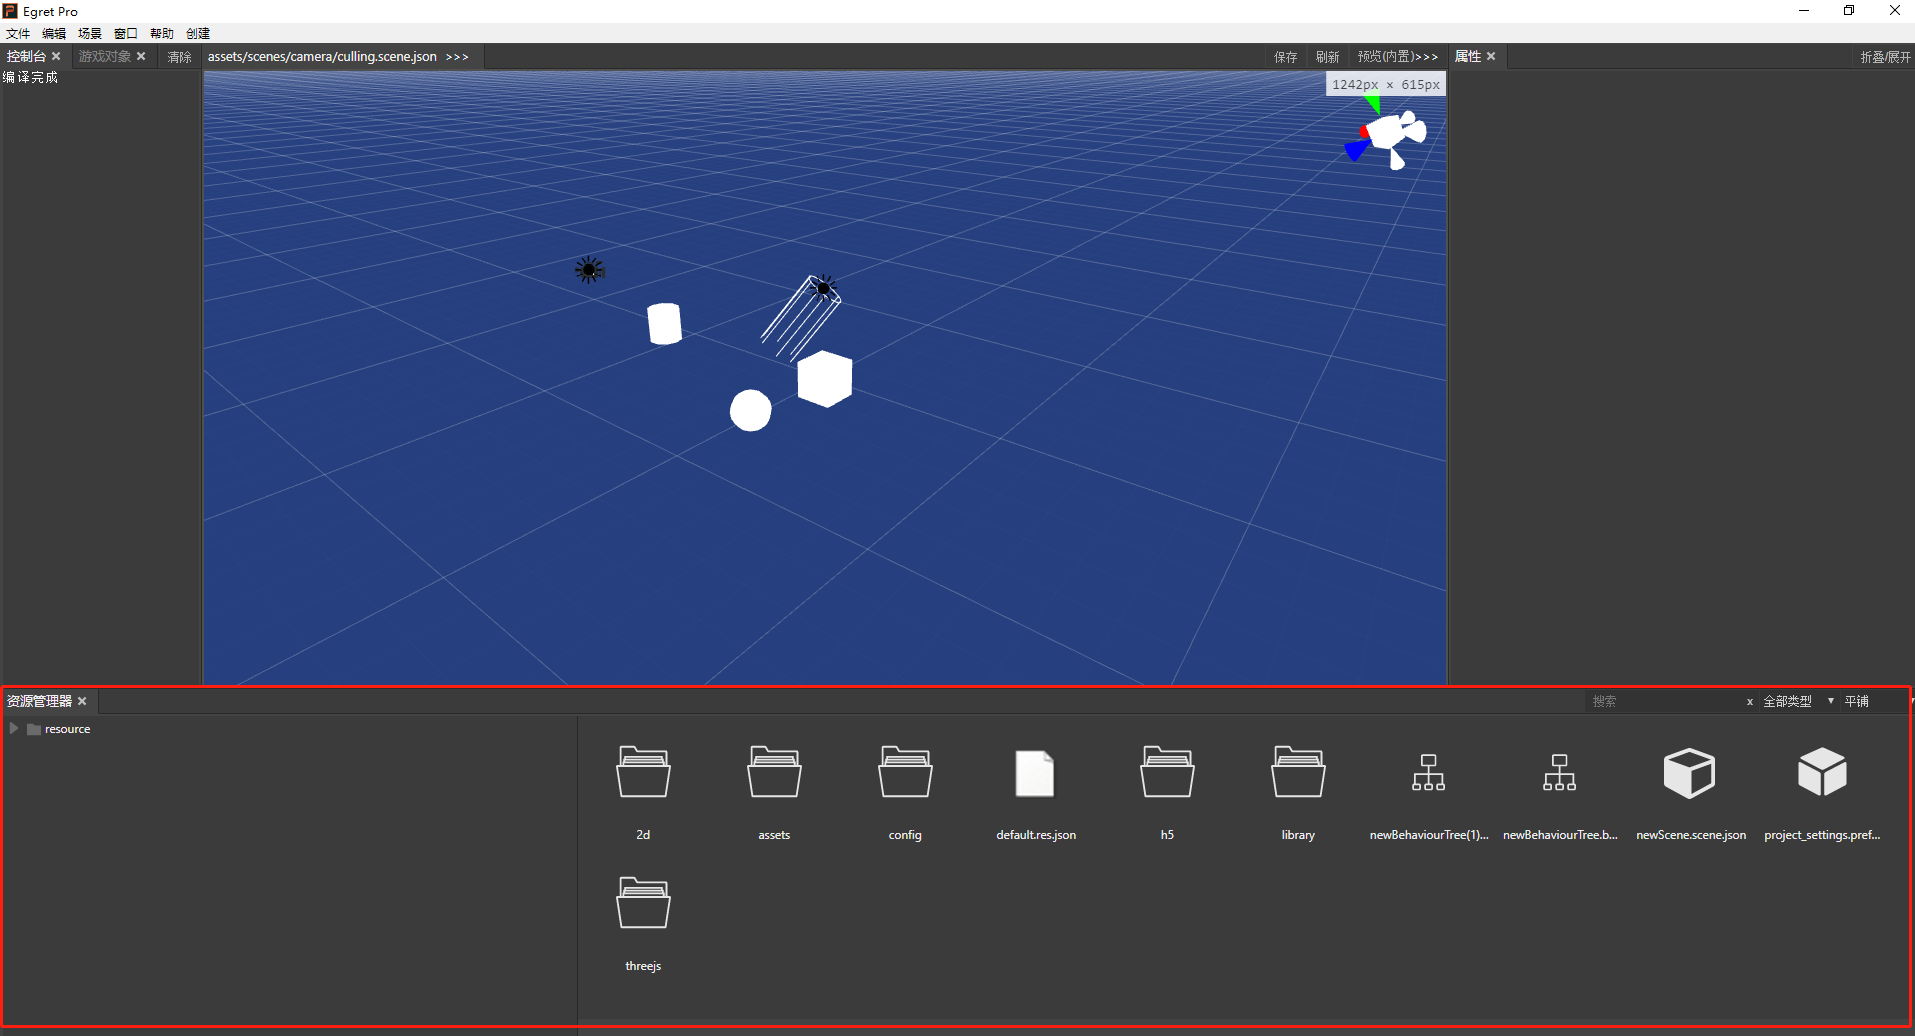 Egret Pro
文件 编辑 场景 窗口 帮助 创建
控制台 × 游戏对象 × 清除 assets/scenes/camera/culling.scene.json >>> 保存 刷新 预览(内置)>>> 属性 × 折叠/展开
编译完成
1242px × 615px
资源管理器 × 搜索 x 全部类型 ▼ 平铺
resource
2d assets config default.res.json h5 library newBehaviourTree(1)... newBehaviourTree.b... newScene.scene.json project_settings.pref...
threejs